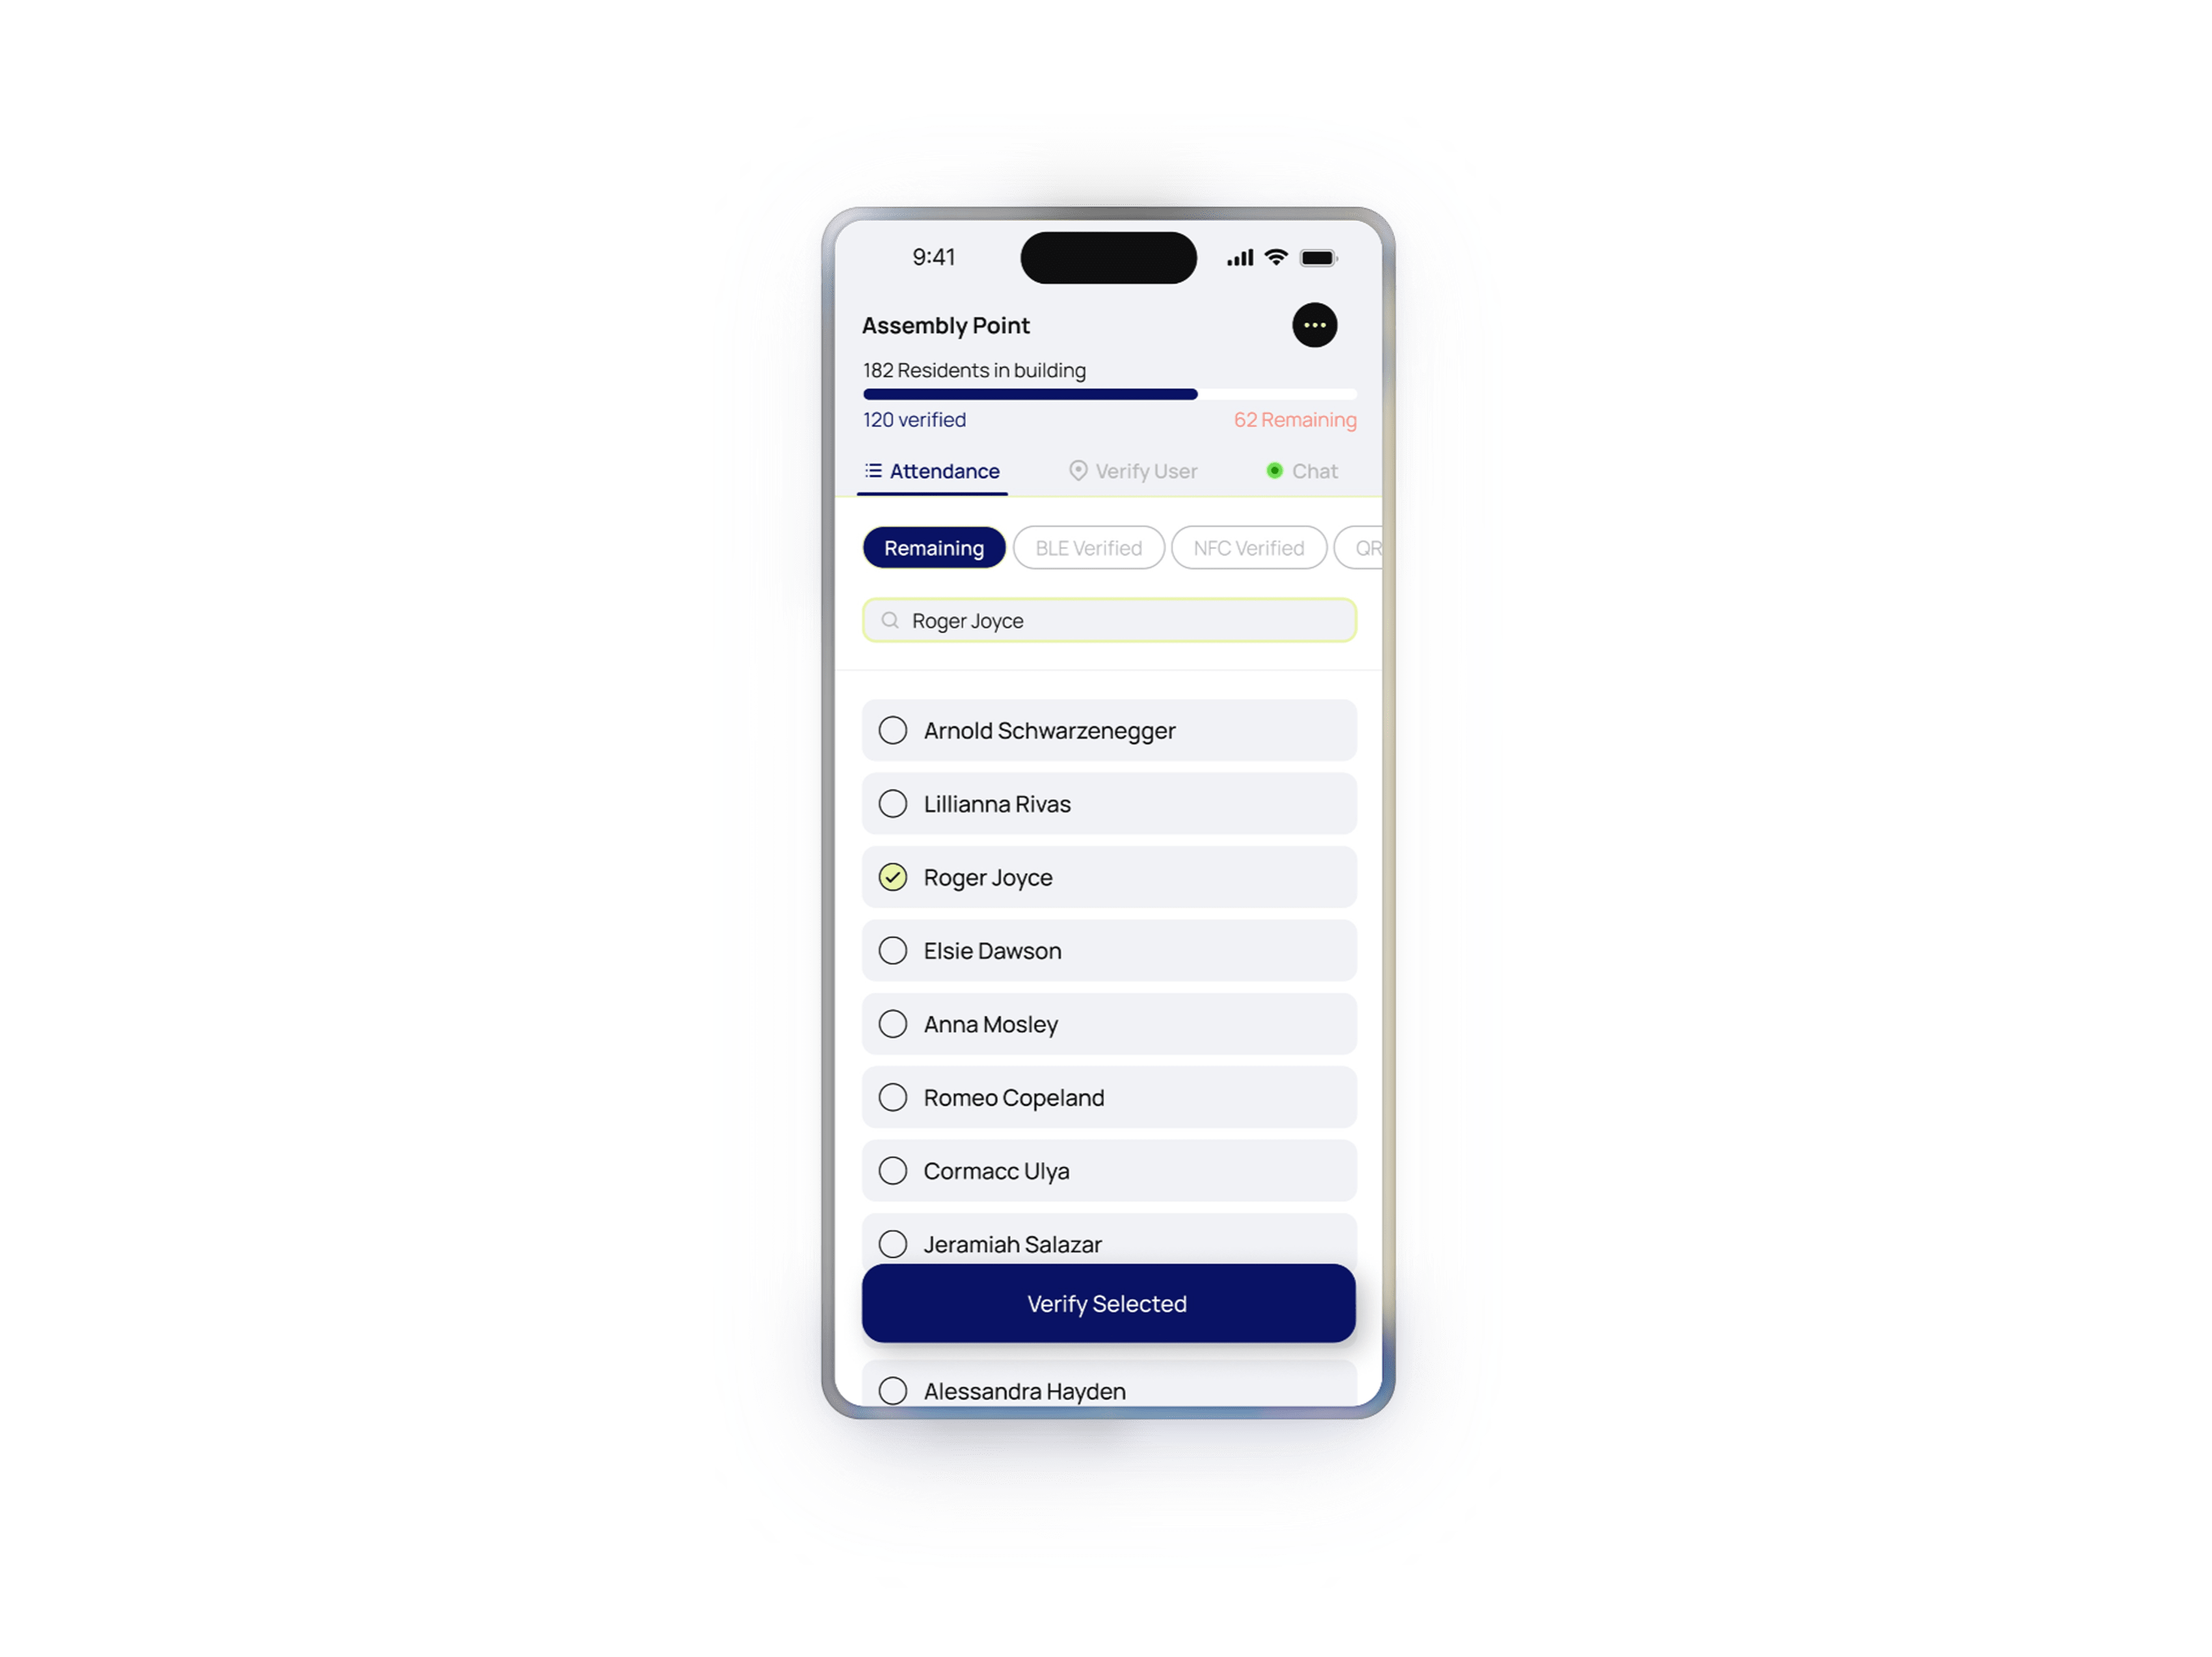 9:41
Assembly Point
182 Residents in building
120 verified 62 Remaining
Attendance Verify User Chat
Remaining BLE Verified NFC Verified QR
Roger Joyce
Arnold Schwarzenegger
Lillianna Rivas
Roger Joyce
Elsie Dawson
Anna Mosley
Romeo Copeland
Cormacc Ulya
Jeramiah Salazar
Verify Selected
Alessandra Hayden